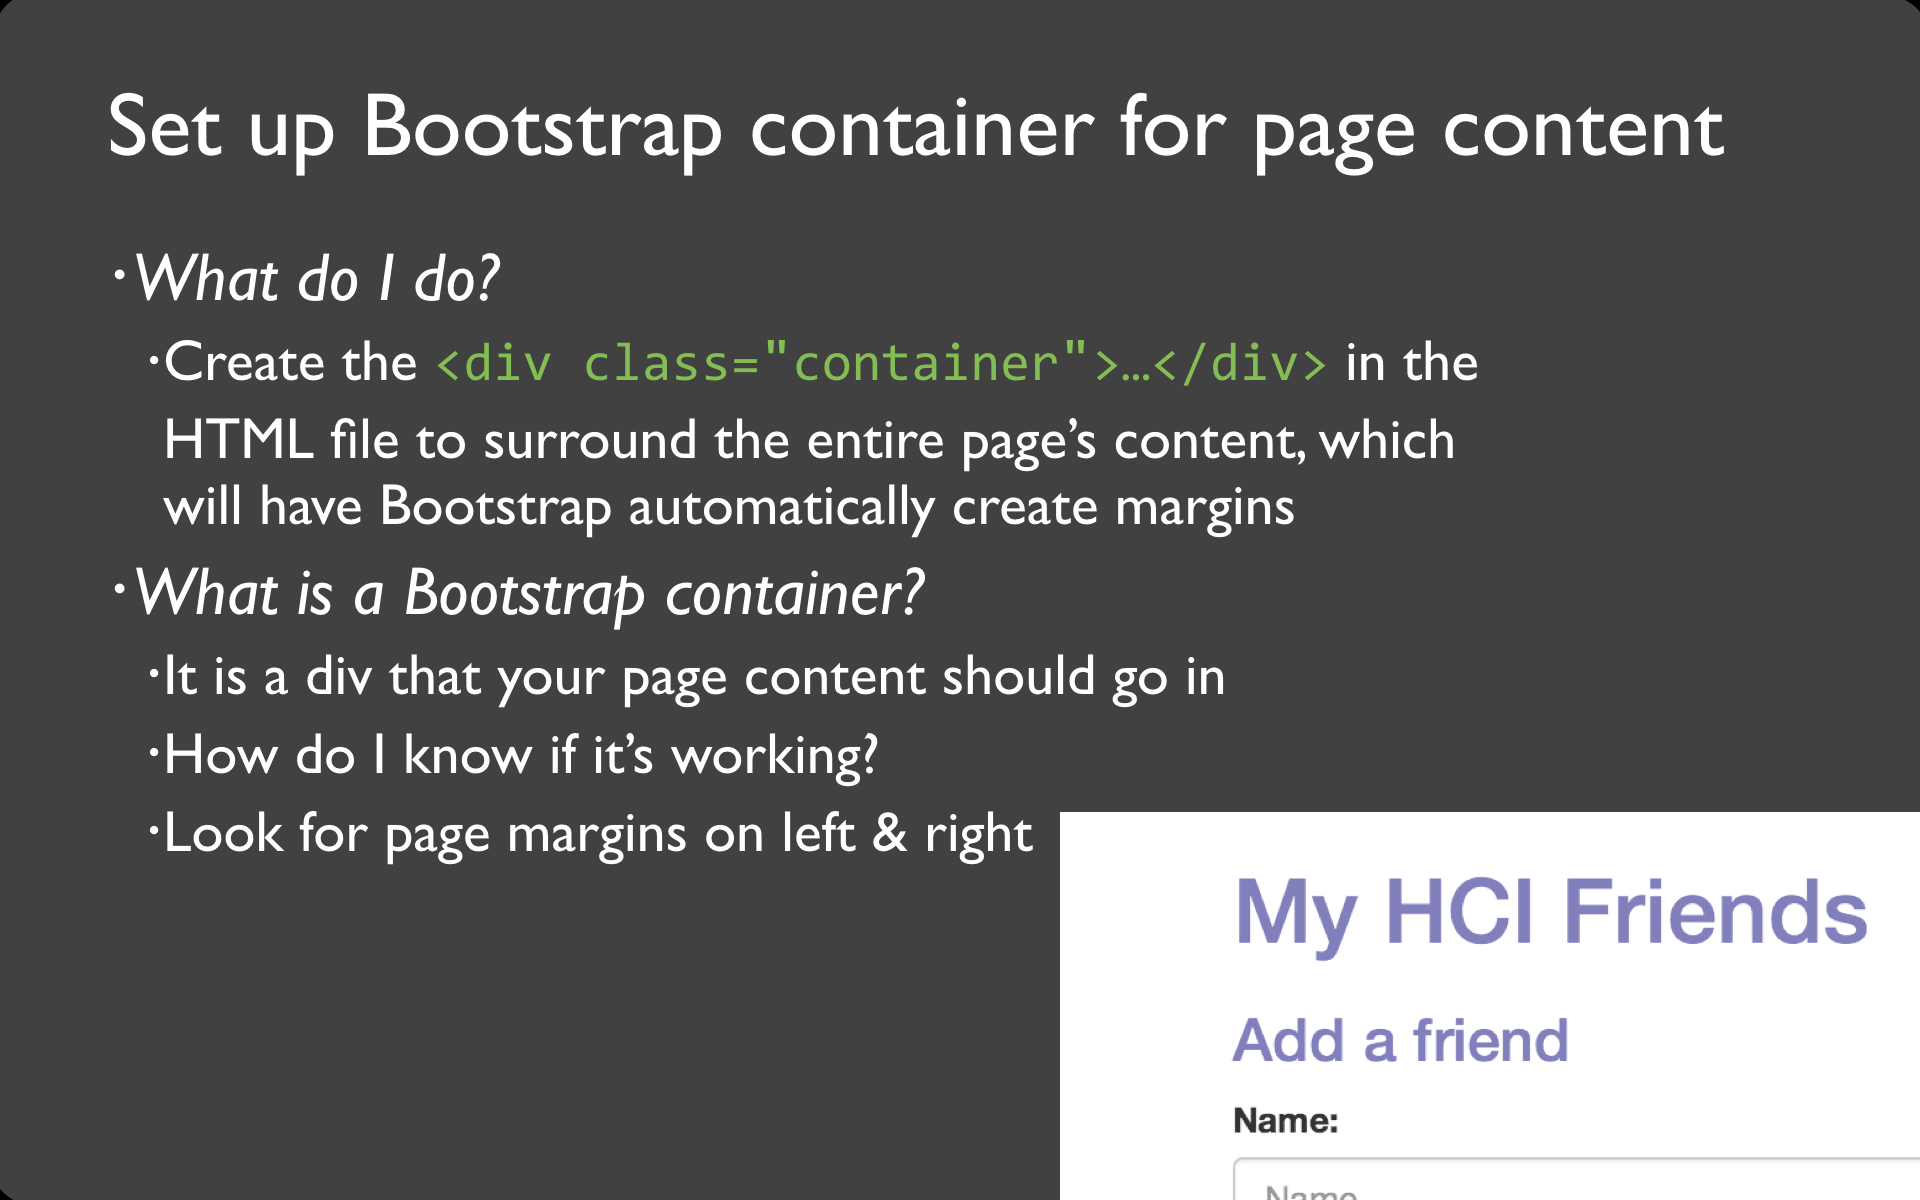 Set up Bootstrap container for page content
•What do I do?
•Create the <div class="container">…</div> in the
HTML file to surround the entire page’s content, which
will have Bootstrap automatically create margins
•What is a Bootstrap container?
•It is a div that your page content should go in
•How do I know if it’s working?
•Look for page margins on left & right
My HCI Friends
Add a friend
Name:
Name